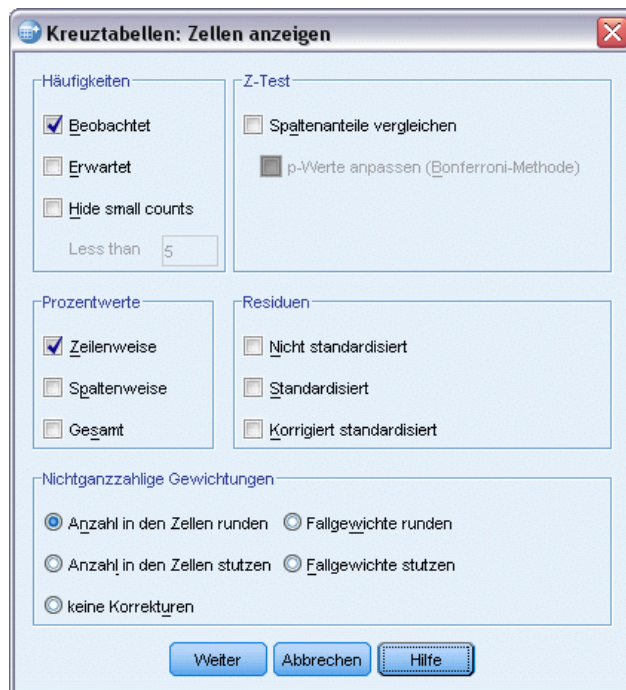 Kreuztabellen: Zellen anzeigen
Häufigkeiten
Beobachtet
Erwartet
Hide small counts
Less than 5
Z-Test
Spaltenanteile vergleichen
p-Werte anpassen (Bonferroni-Methode)
Prozentwerte
Zeilenweise
Spaltenweise
Gesamt
Residuen
Nicht standardisiert
Standardisiert
Korrigiert standardisiert
Nichtganzzahlige Gewichtungen
Anzahl in den Zellen runden Fallgewichte runden
Anzahl in den Zellen stutzen Fallgewichte stutzen
keine Korrekturen
Weiter Abbrechen Hilfe